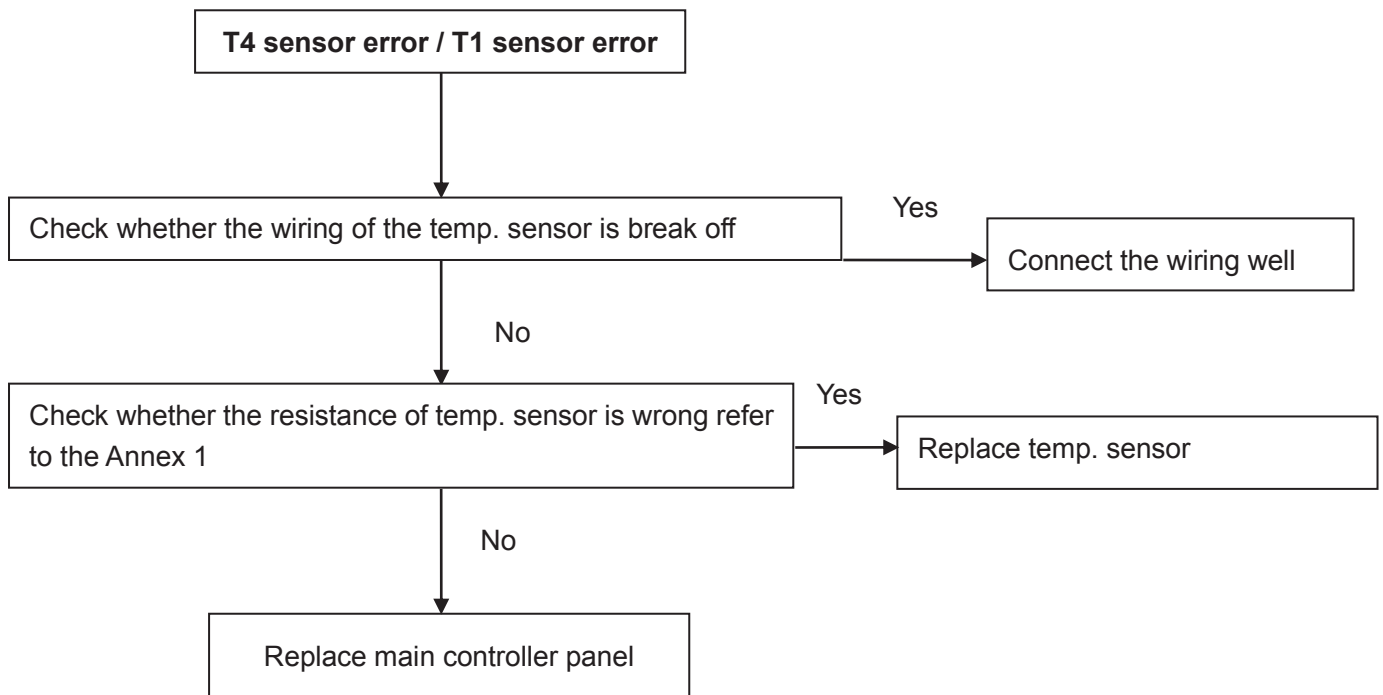 T4 sensor error / T1 sensor error
Check whether the wiring of the temp. sensor is break off
Yes
Connect the wiring well
No
Check whether the resistance of temp. sensor is wrong refer
to the Annex 1
Yes
Replace temp. sensor
No
Replace main controller panel